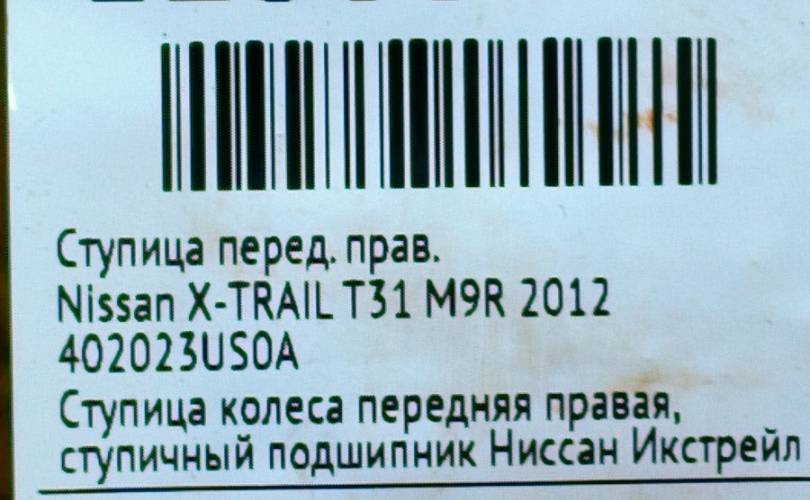 Ступица перед. прав.
Nissan X-TRAIL T31 M9R 2012
402023US0A
Ступица колеса передняя правая,
ступичный подшипник Ниссан Икстрейл